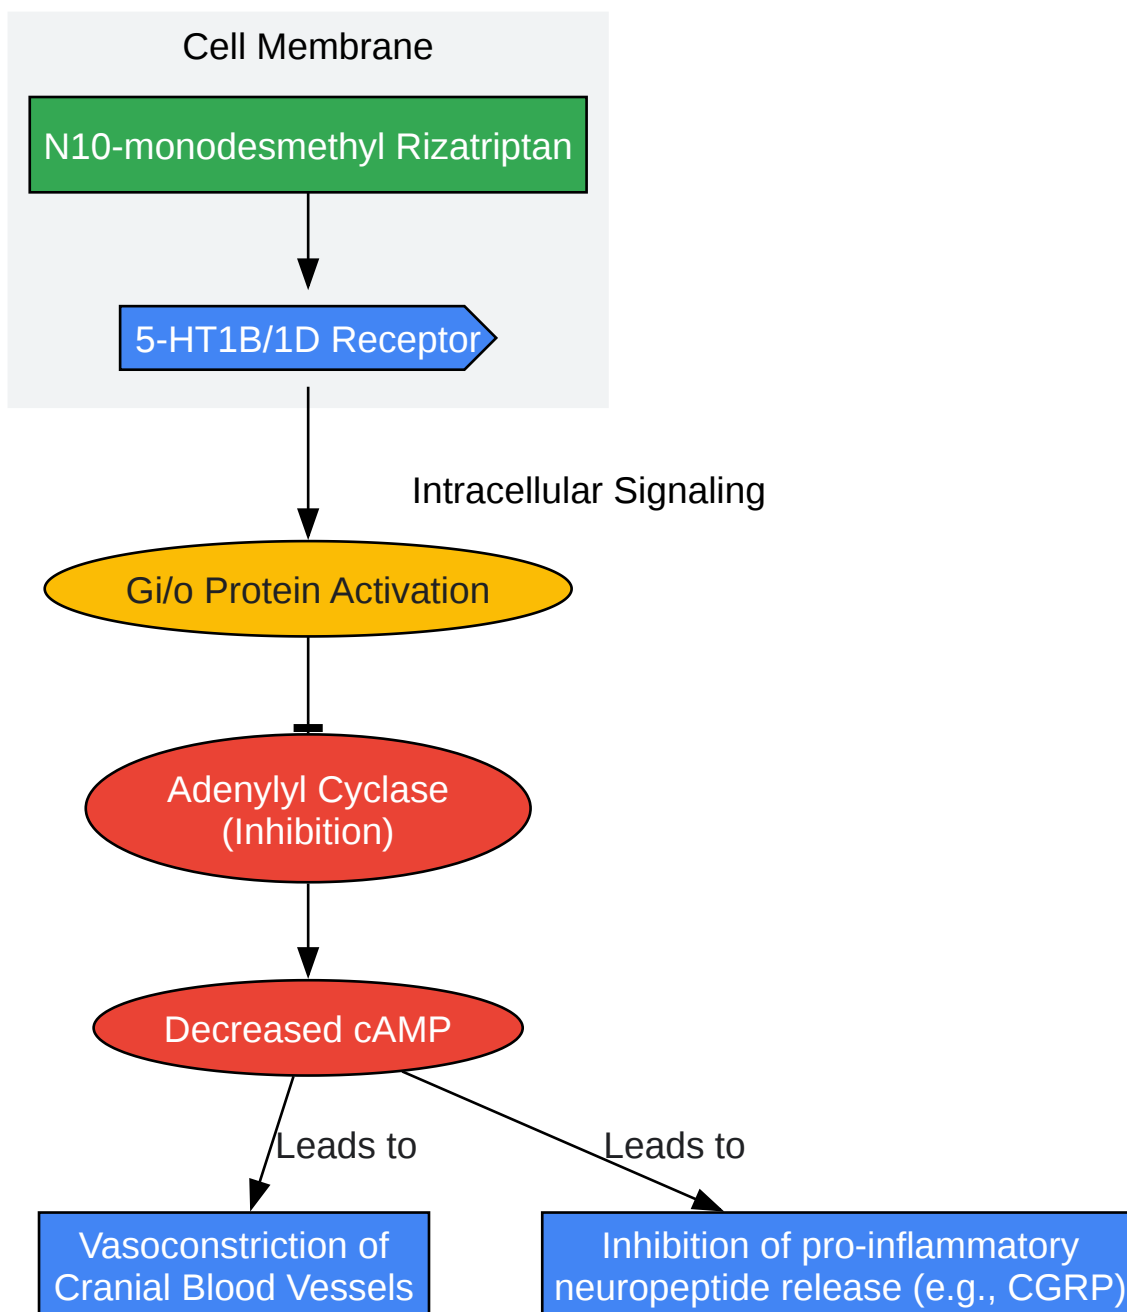 Cell Membrane
N10-monodesmethyl Rizatriptan
5-HT1B/1D Receptor
Intracellular Signaling
Gi/o Protein Activation
Adenylyl Cyclase
(Inhibition)
Decreased cAMP
Leads to
Leads to
Vasoconstriction of
Cranial Blood Vessels
Inhibition of pro-inflammatory
neuropeptide release (e.g., CGRP)